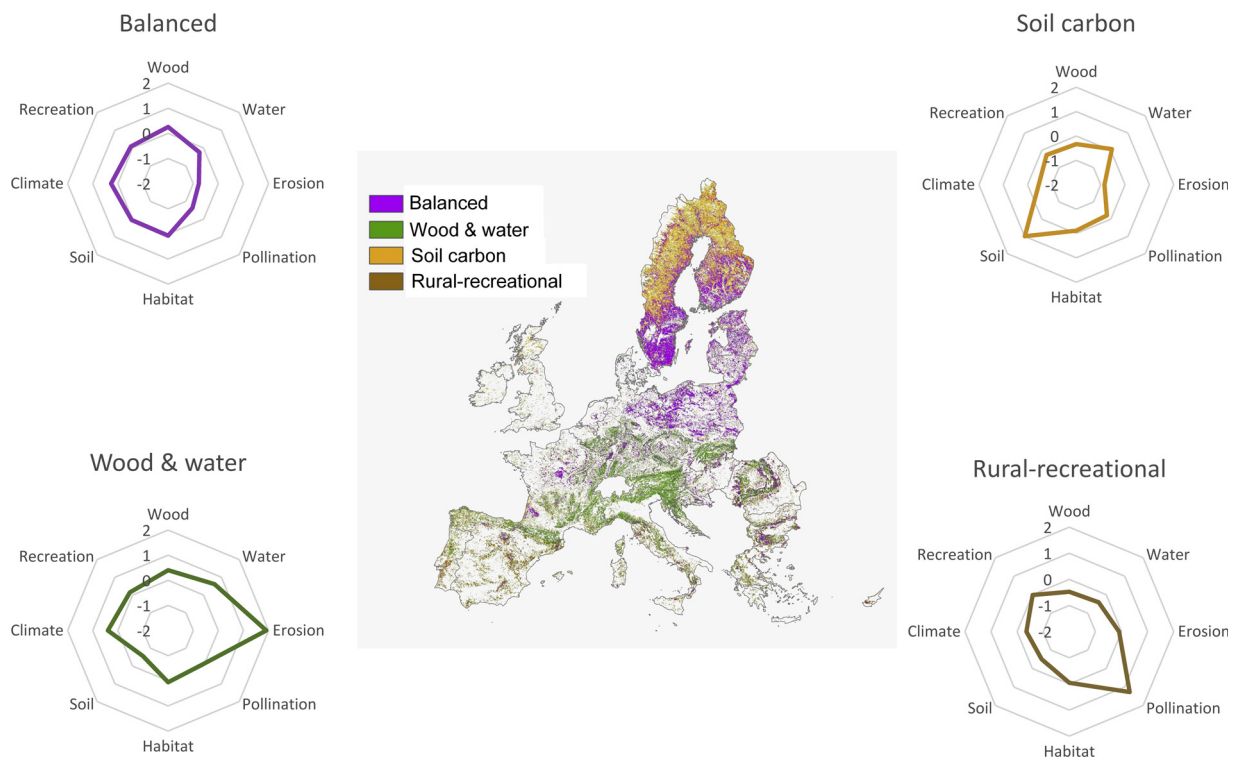 Balanced
Wood
2
1
0
-1
-2
Water
Erosion
Pollination
Habitat
Soil
Climate
Recreation
Soil carbon
Wood
2
1
0
-1
-2
Water
Erosion
Pollination
Habitat
Soil
Climate
Recreation
Balanced
Wood & water
Soil carbon
Rural-recreational
Wood & water
Wood
2
1
0
-1
-2
Water
Erosion
Pollination
Habitat
Soil
Climate
Recreation
Rural-recreational
Wood
2
1
0
-1
-2
Water
Erosion
Pollination
Habitat
Soil
Climate
Recreation